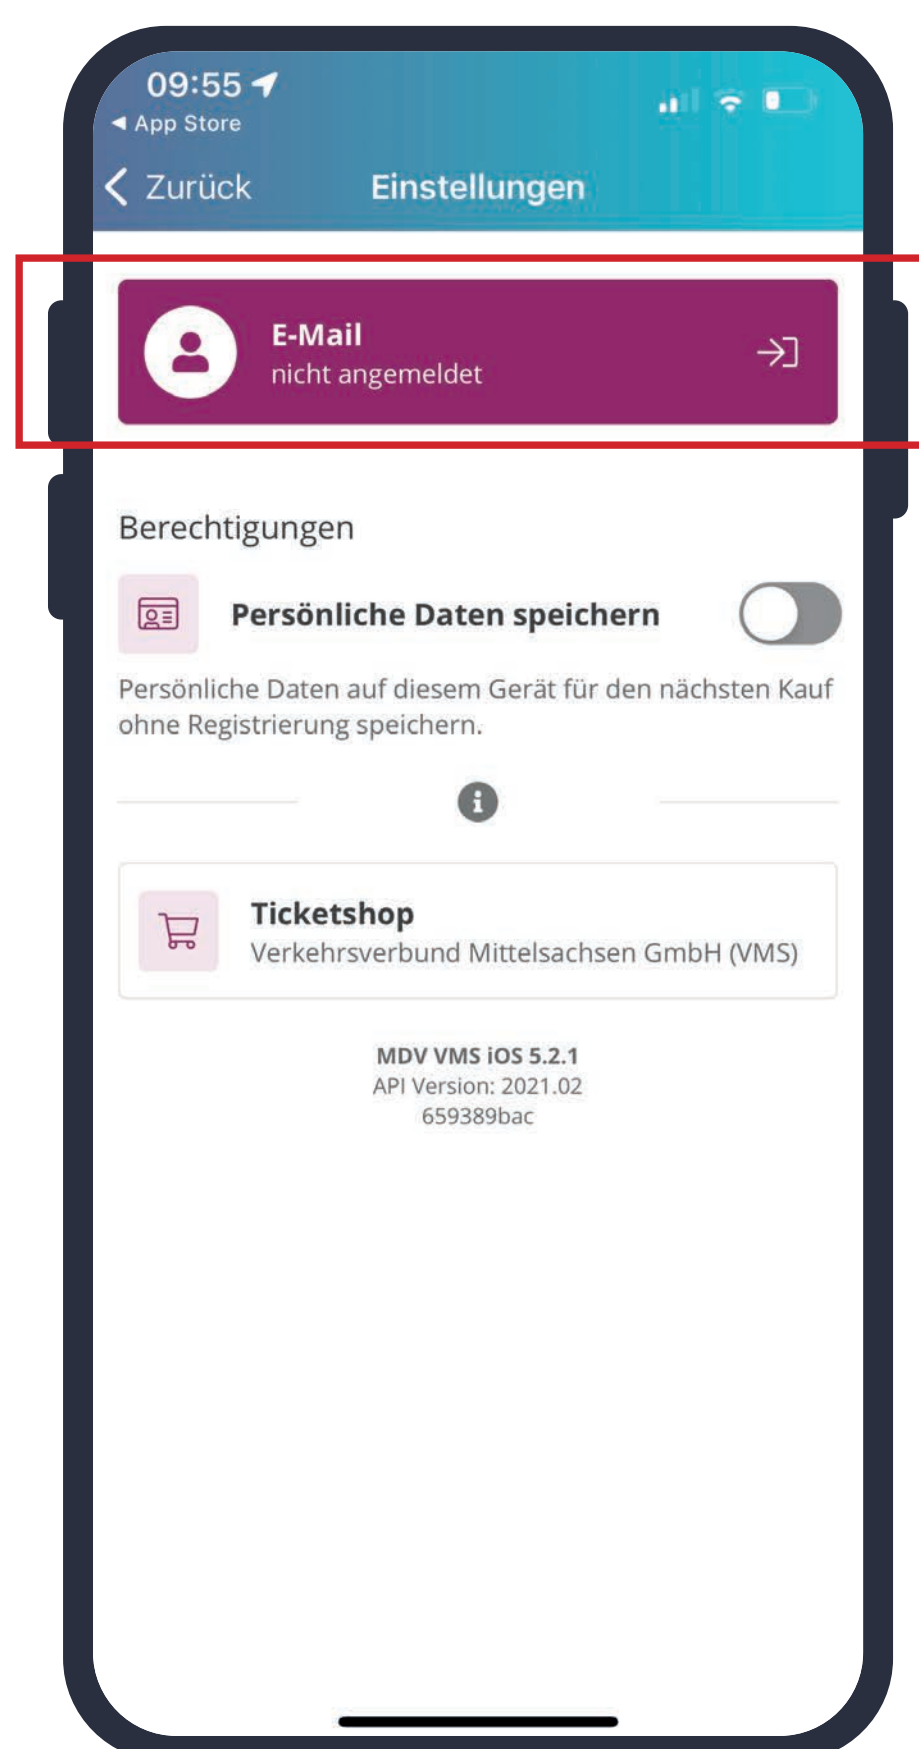 09:55
◀ App Store
Zurück
Einstellungen
E-Mail
nicht angemeldet
Berechtigungen
Persönliche Daten speichern
Persönliche Daten auf diesem Gerät für den nächsten Kauf
ohne Registrierung speichern.
Ticketshop
Verkehrsverbund Mittelsachsen GmbH (VMS)
MDV VMS iOS 5.2.1
API Version: 2021.02
659389bac